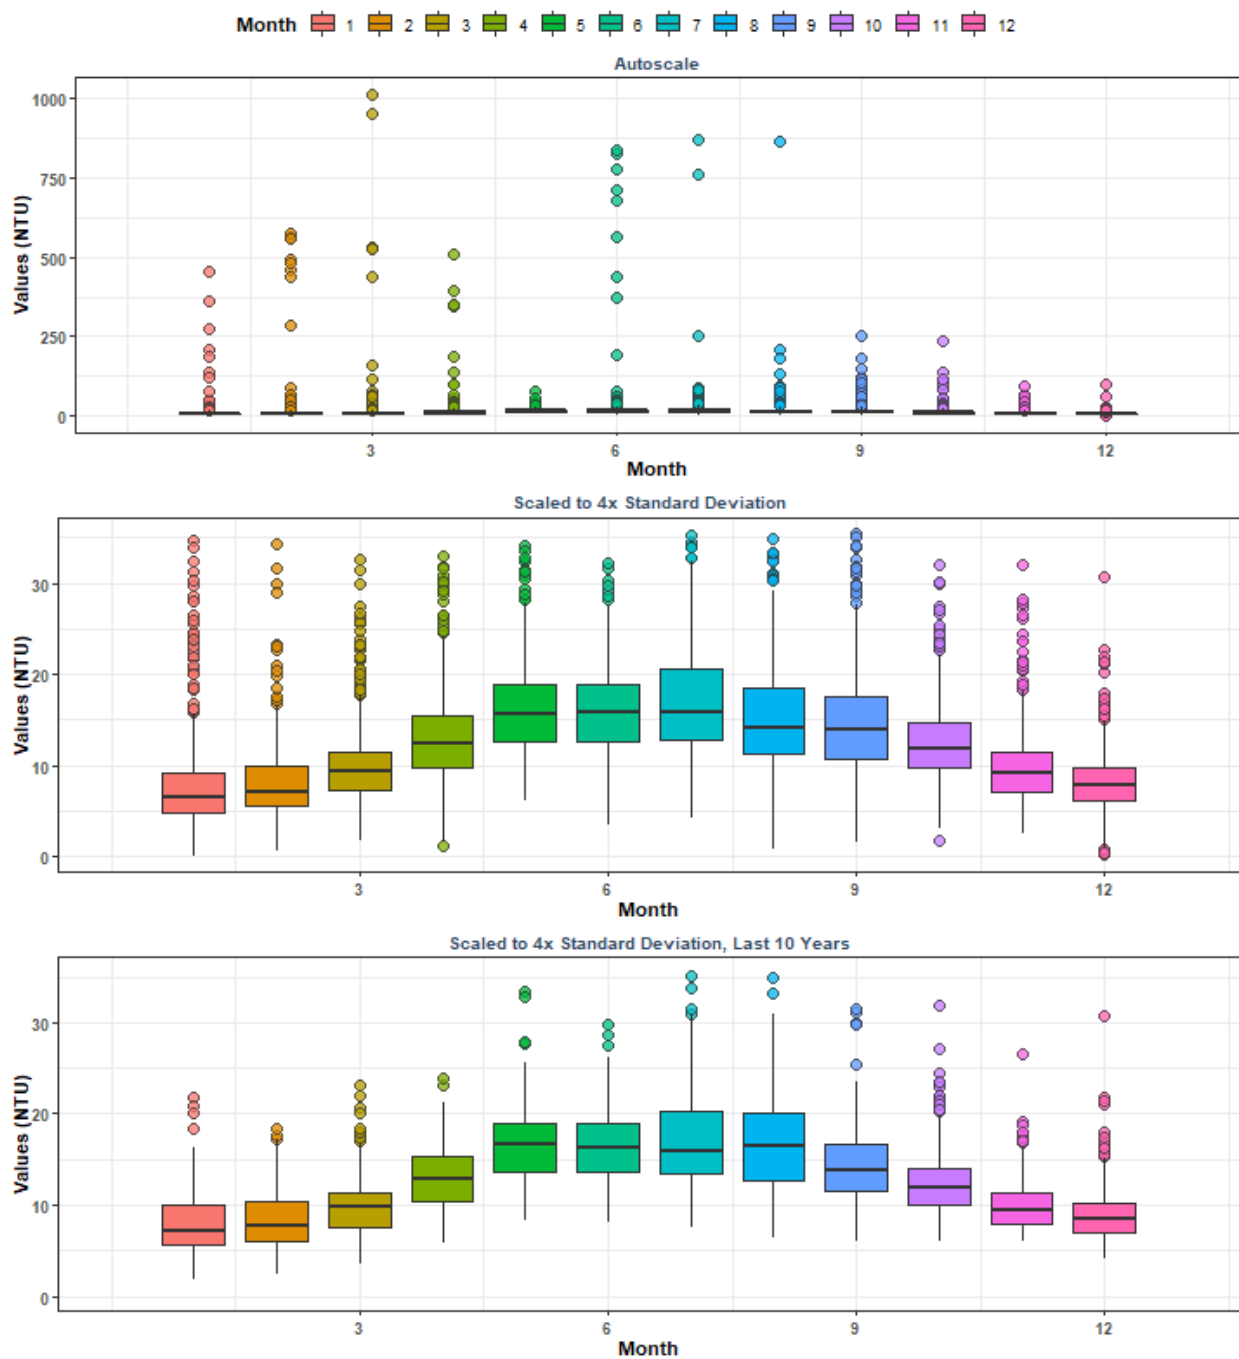 Month 1 2 3 4 5 6 7 8 9 10 11 12
Autoscale
Values (NTU)
1000
750
500
250
0
3 6 9 12
Month
Scaled to 4x Standard Deviation
Values (NTU)
30
20
10
0
3 6 9 12
Month
Scaled to 4x Standard Deviation, Last 10 Years
Values (NTU)
30
20
10
0
3 6 9 12
Month